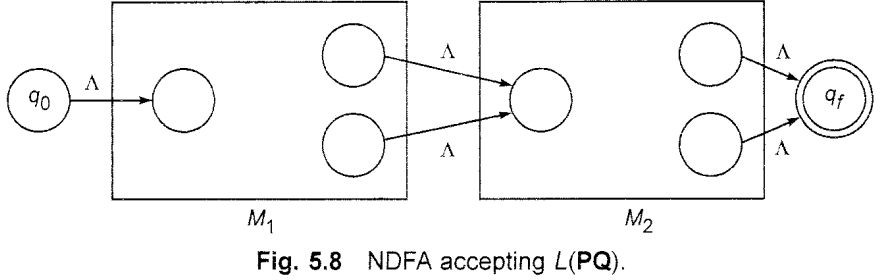 Λ Λ Λ
q0 qf
Λ Λ
M1 M2
Fig. 5.8 NDFA accepting L(PQ).